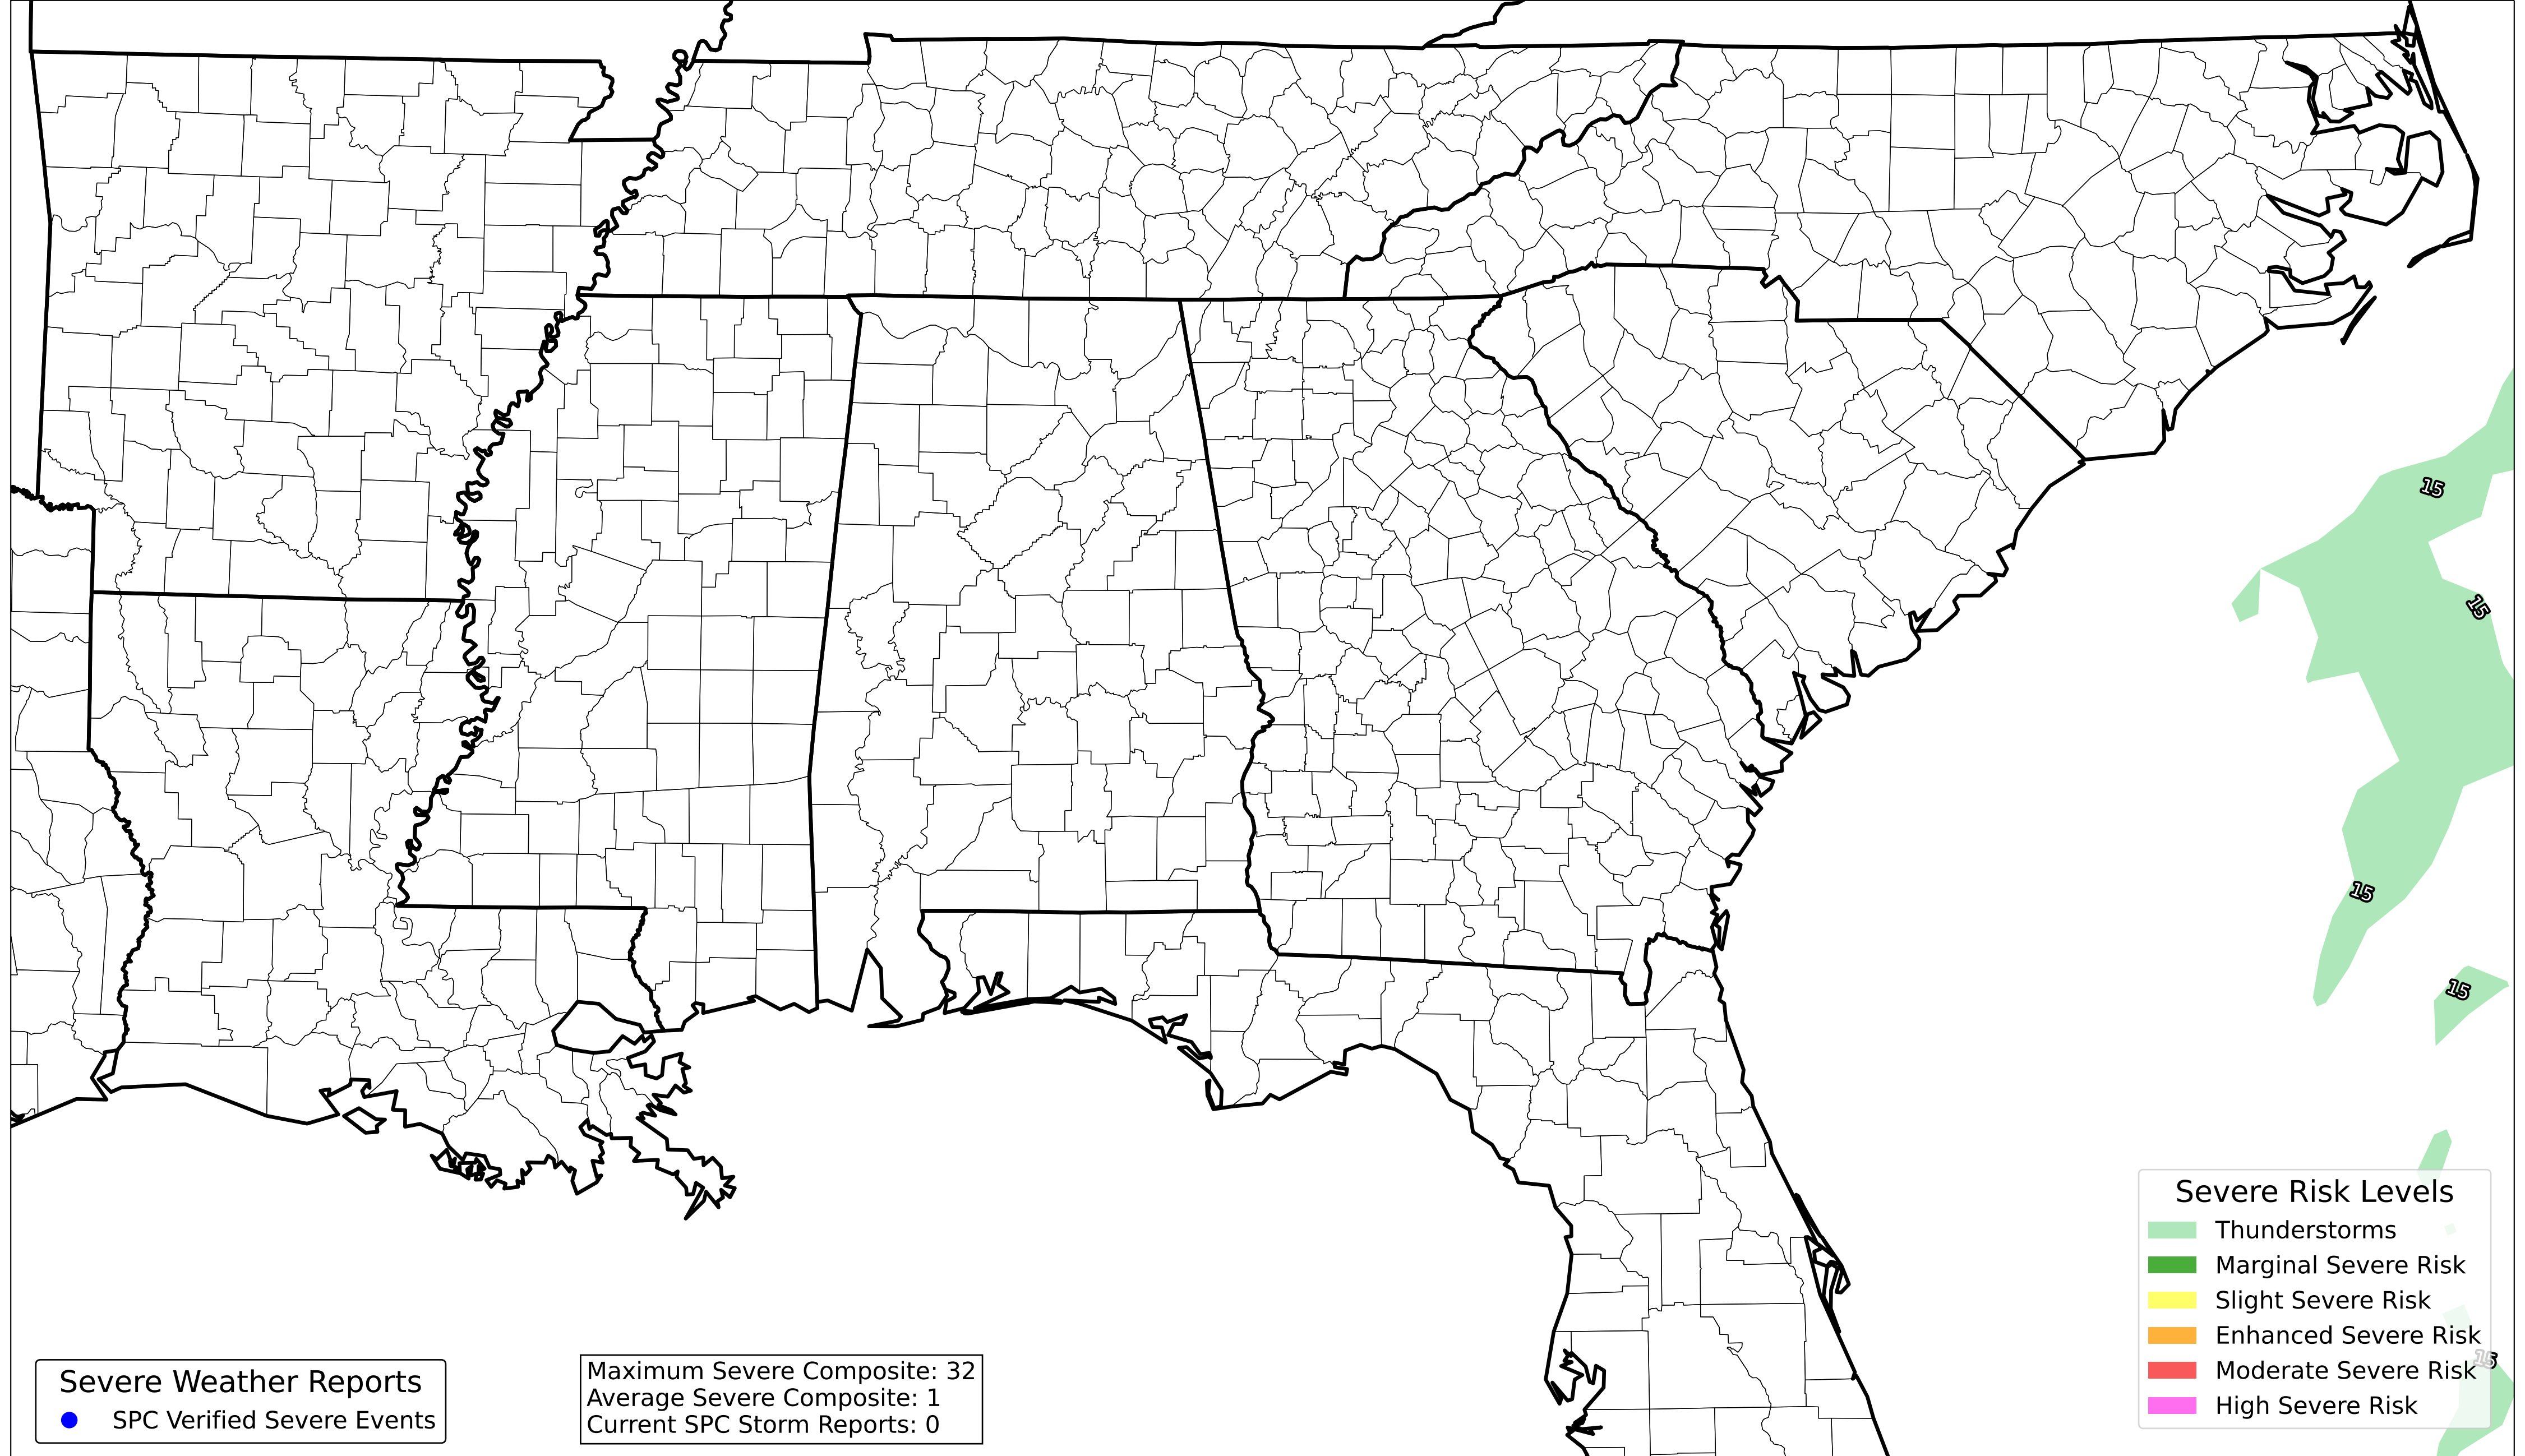 15
15
15
15
Severe Risk Levels
Thunderstorms
Marginal Severe Risk
Slight Severe Risk
Enhanced Severe Risk
15
Moderate Severe Risk
High Severe Risk
Severe Weather Reports
SPC Verified Severe Events
Maximum Severe Composite: 32
Average Severe Composite: 1
Current SPC Storm Reports: 0